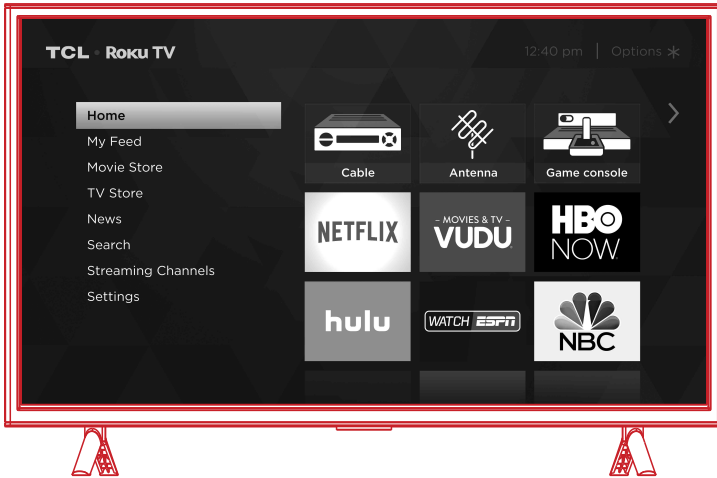 TCL • Roku TV
12:40 pm | Options *
Home
My Feed
Movie Store
TV Store
News
Search
Streaming Channels
Settings
Cable
Antenna
Game console
NETFLIX
– MOVIES & TV –
VUDU
HBO
NOW
hulu
WATCH ESPN
NBC